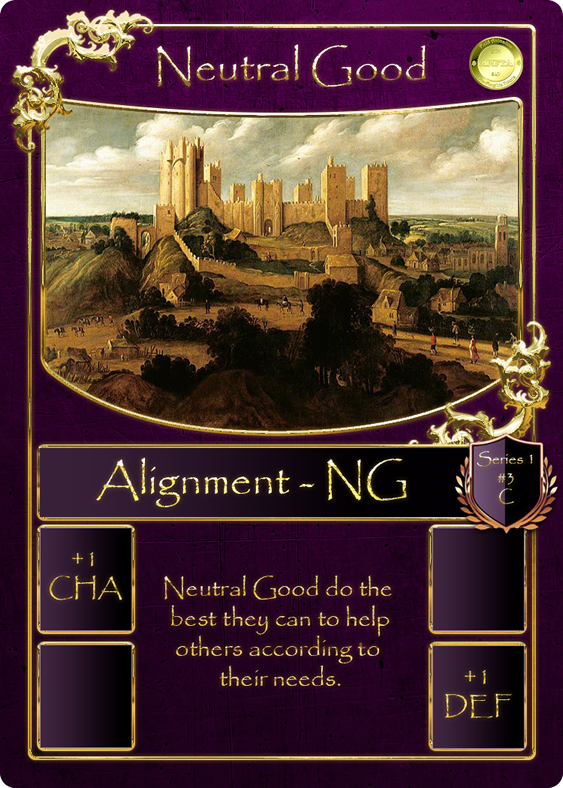 Neutral Good
Alignment - NG
Series 1
#3
C
+1
CHA
Neutral Good do the
best they can to help
others according to
their needs.
+1
DEF